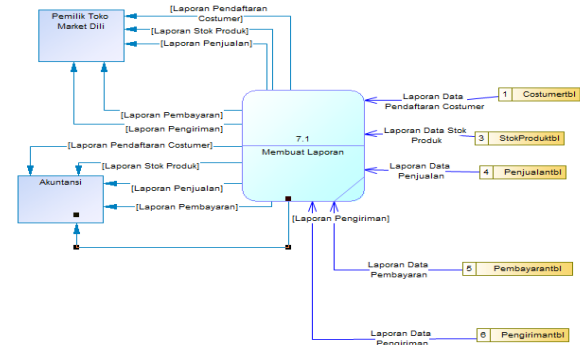 [Laporan Pendaftaran
Costumer]
Pemilik Toko
Market Dili
[Laporan Stok Produk]
[Laporan Penjualan]
Laporan Data
Pendaftaran Costumer
1 Costumertbl
[Laporan Pembayaran]
[Laporan Pengiriman]
7.1
Membuat Laporan
Laporan Data Stok
Produk
3 StokProduktbl
[Laporan Pendaftaran Costumer]
[Laporan Stok Produk]
Laporan Data
Penjualan
4 Penjualantbl
Akuntansi
[Laporan Penjualan]
[Laporan Pembayaran]
[Laporan Pengiriman]
Laporan Data
Pembayaran
5 Pembayarantbl
Laporan Data
Pengiriman
6 Pengirimantbl